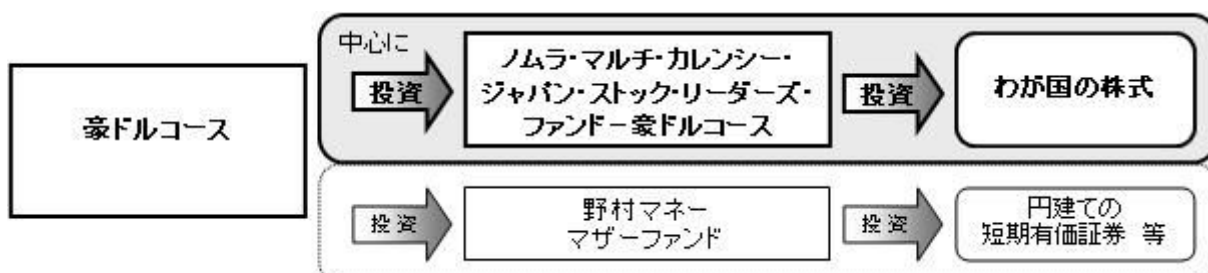 豪ドルコース
中心に
投資
ノムラ・マルチ・カレンシー・
ジャパン・ストック・リーダーズ・
ファンド－豪ドルコース
投資
わが国の株式
投資
野村マネー
マザーファンド
投資
円建ての
短期有価証券 等